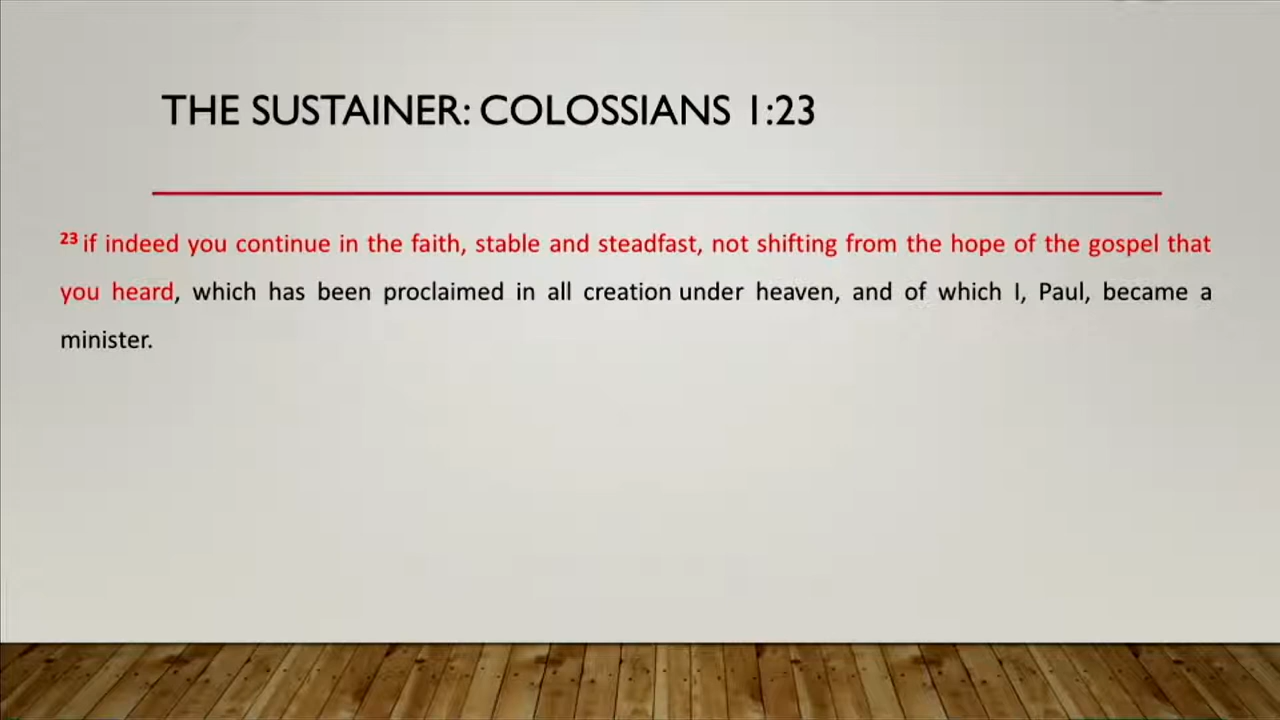 THE SUSTAINER: COLOSSIANS 1:23
23 if indeed you continue in the faith, stable and steadfast, not shifting from the hope of the gospel that
you heard, which has been proclaimed in all creation under heaven, and of which I, Paul, became a
minister.